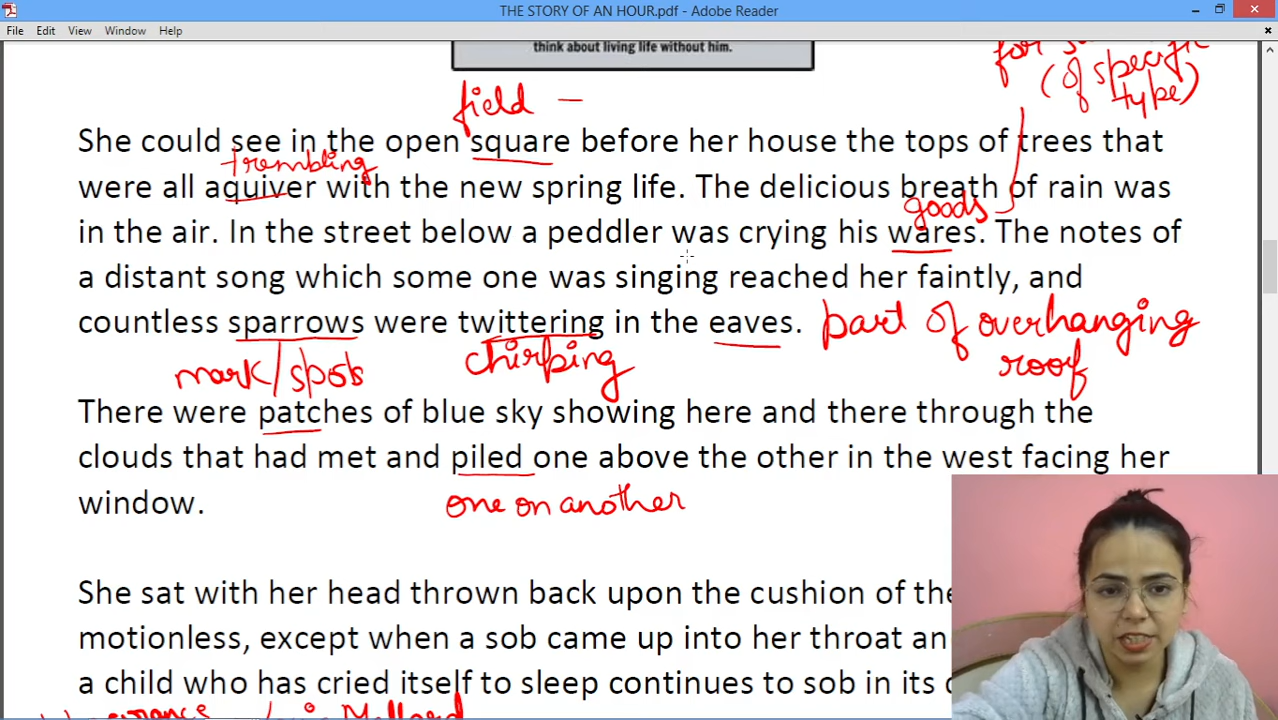 THE STORY OF AN HOUR.pdf - Adobe Reader
File Edit View Window Help
think about living life without him.
(of specific
type)
field –
She could see in the open square before her house the tops of trees that
trembling
were all aquiver with the new spring life. The delicious breath of rain was
goods
in the air. In the street below a peddler was crying his wares. The notes of
a distant song which some one was singing reached her faintly, and
countless sparrows were twittering in the eaves.
part of overhanging
roof
chirping
mark/spots
There were patches of blue sky showing here and there through the
clouds that had met and piled one above the other in the west facing her
window.
one on another
She sat with her head thrown back upon the cushion of the
motionless, except when a sob came up into her throat an
a child who has cried itself to sleep continues to sob in its